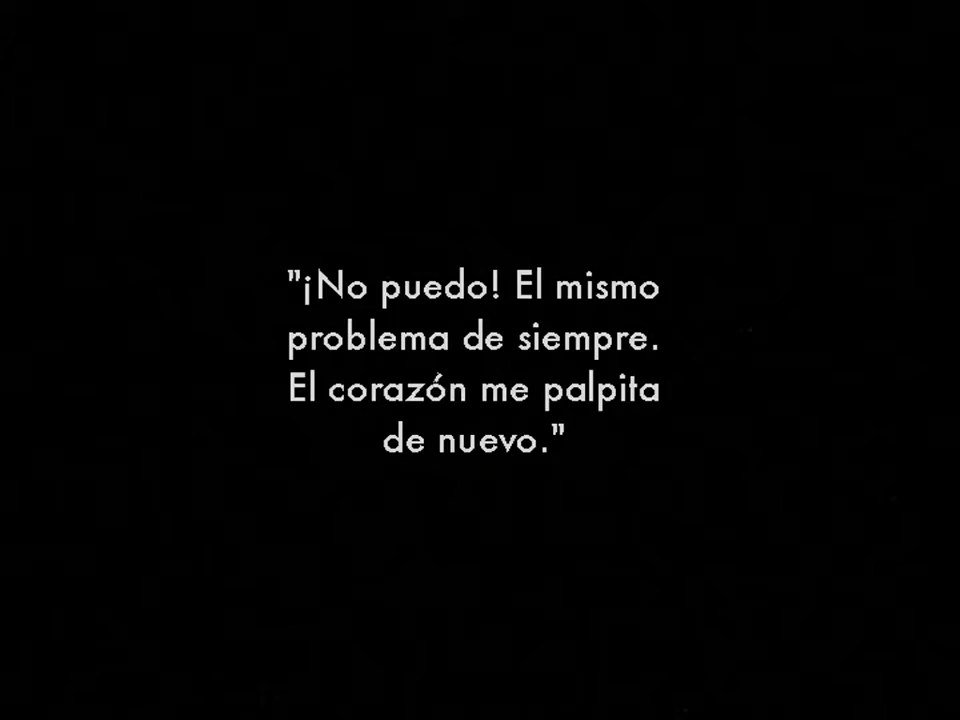 "¡No puedo! El mismo
problema de siempre.
El corazón me palpita
de nuevo."